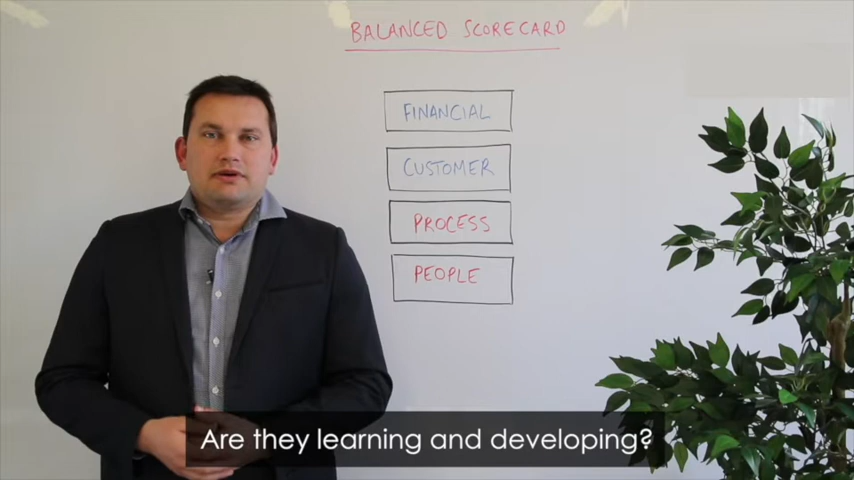 BALANCED SCORECARD
FINANCIAL
CUSTOMER
PROCESS
PEOPLE
Are they learning and developing?